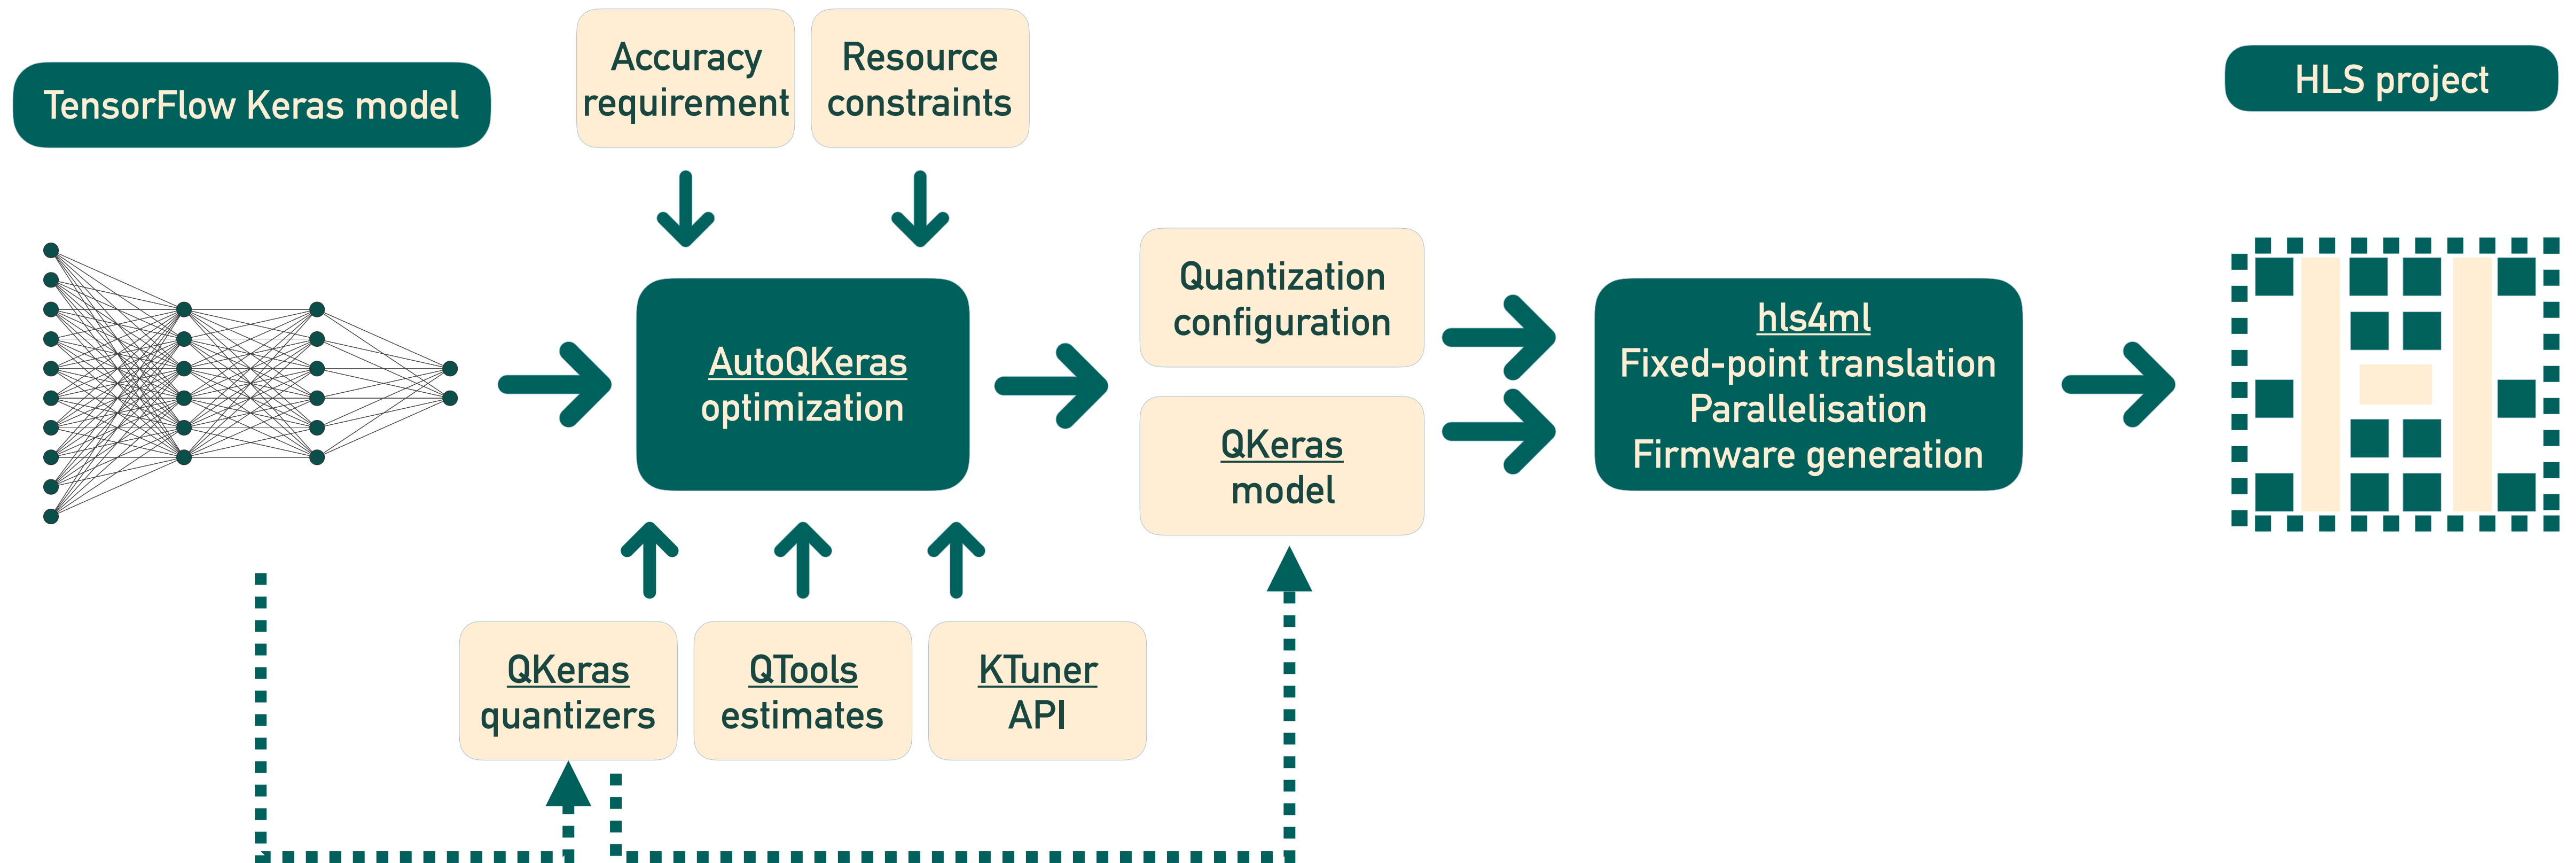 TensorFlow Keras model
Accuracy
requirement
Resource
constraints
HLS project
AutoQKeras
optimization
Quantization
configuration
QKeras
model
hls4ml
Fixed-point translation
Parallelisation
Firmware generation
QKeras
quantizers
QTools
estimates
KTuner
API